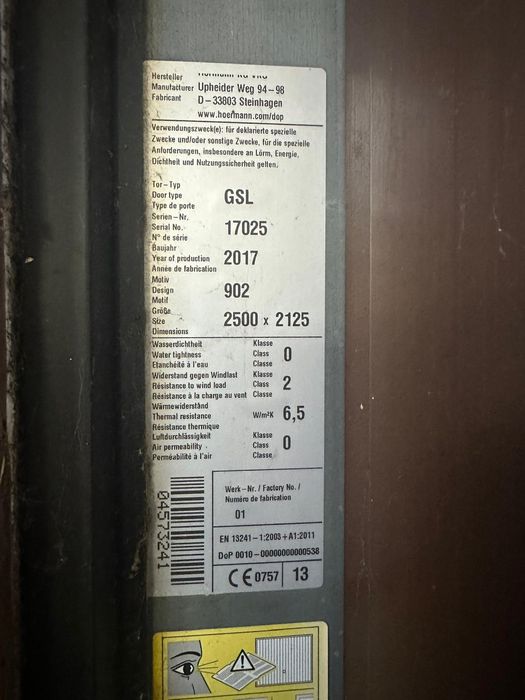 Hersteller
Manufacturer Upheider Weg 94-98
Fabricant D-33803 Steinhagen
www.hoermann.com/dop
Verwendungszweck(e): für deklarierte spezielle
Zwecke und/oder sonstige Zwecke, für die spezielle
Anforderungen, insbesondere an Lärm, Energie,
Dichtheit und Nutzungssicherheit gelten.
Tor-Typ
Door type GSL
Type de porte
Serien-Nr.
Serial No. 17025
N° de série
Baujahr
Year of production 2017
Année de fabrication
Motiv
Design 902
Motif
Größe
Size 2500 x 2125
Dimensions
Wasserdichtheit Klasse
Water tightness Class 0
Etanchéité à l'eau Classe
Widerstand gegen Windlast Klasse
Résistance to wind load Class 2
Résistance à la charge au vent Classe
Wärmewiderständ
Thermal resistance W/m²K 6,5
Résistance thermique
Luftdurchlässigkeit Klasse
Air permeability Class 0
Perméabilité à l'air Classe
04573241
Werk-Nr. / Factory No. /
Numéro de fabrication
01
EN 13241-1:2003+A1:2011
DoP 0010-00000000000538
CE 0757 13